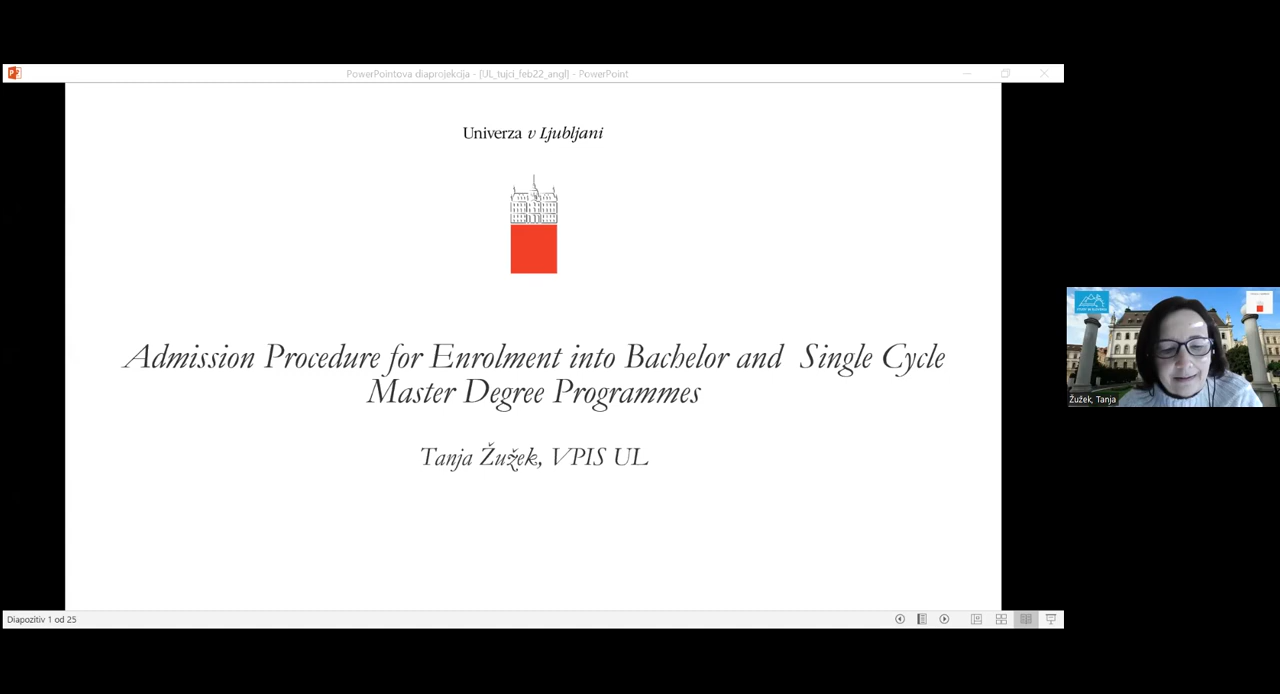 PowerPointova diaprojekcija - [UL_tujci_feb22_angl] - PowerPoint
Univerza v Ljubljani
Admission Procedure for Enrolment into Bachelor and Single Cycle
Master Degree Programmes
Tanja Žužek, VPIS UL
Žužek, Tanja
Diapozitiv 1 od 25